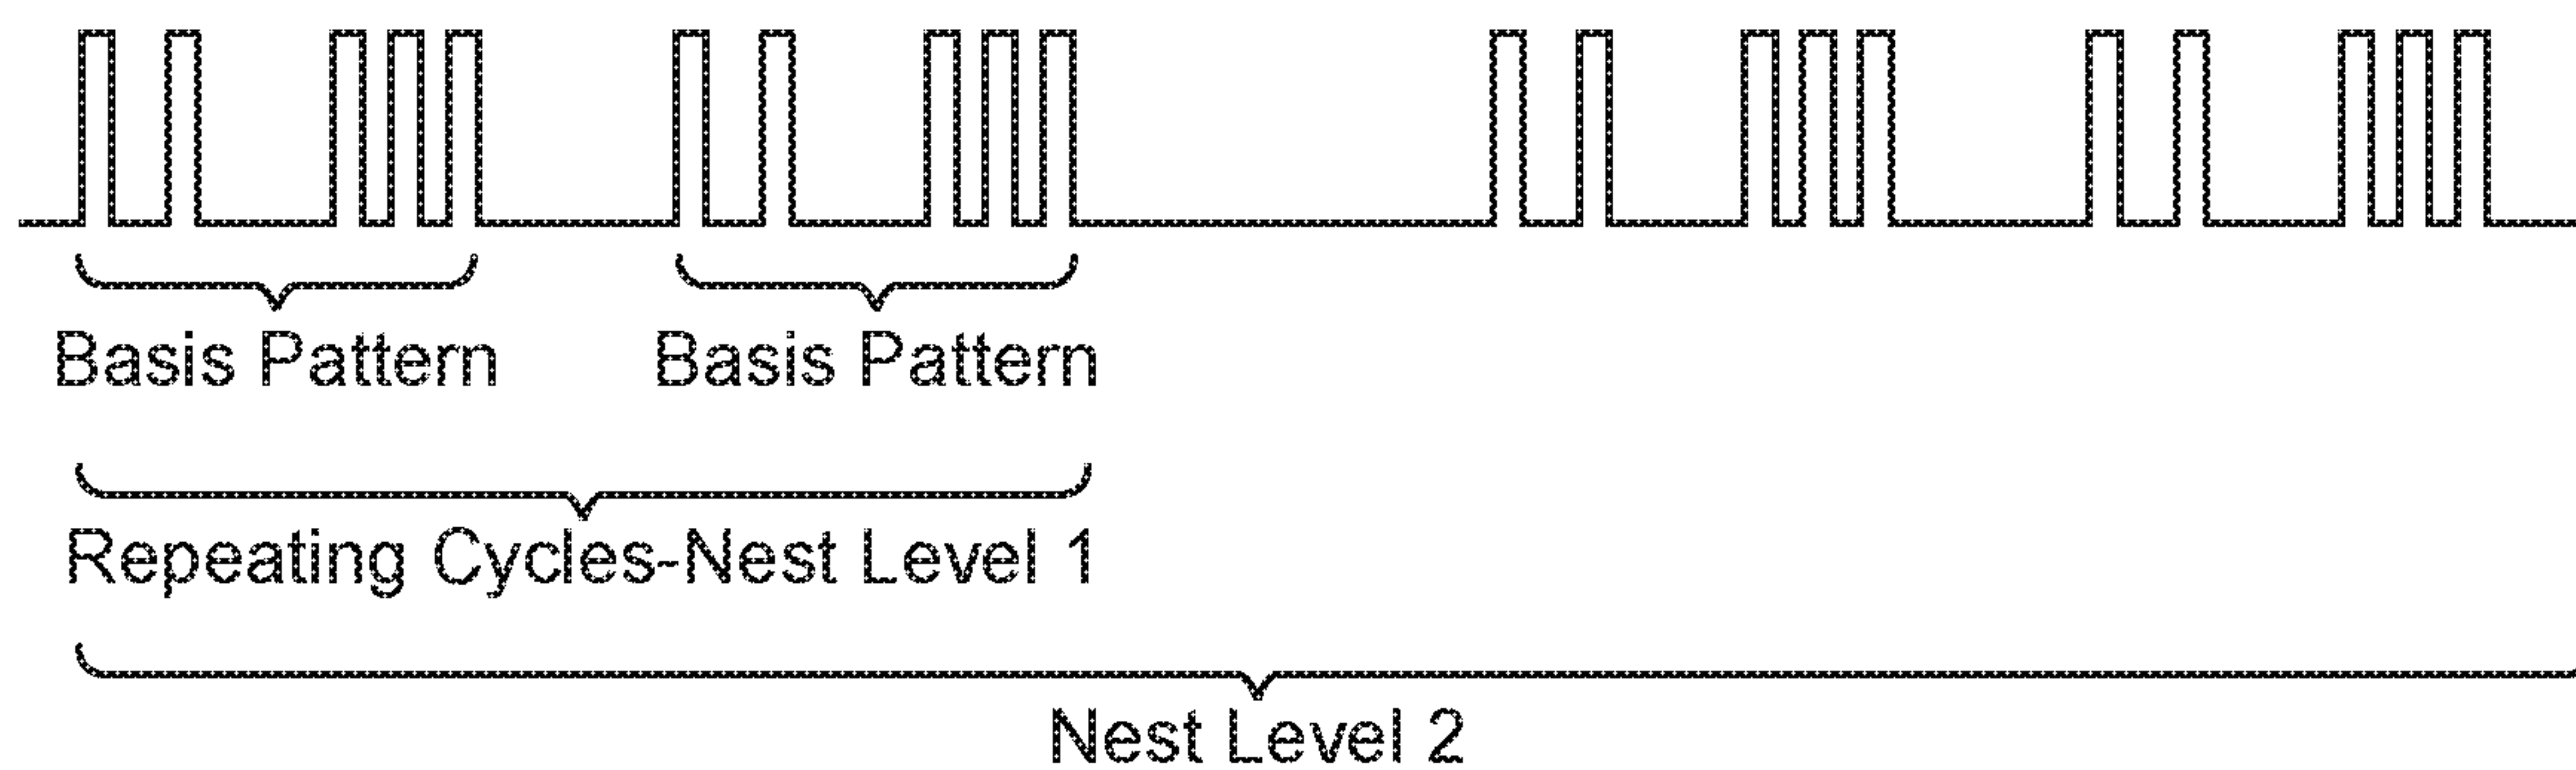 Basis Pattern Basis Pattern
Repeating Cycles-Nest Level 1
Nest Level 2